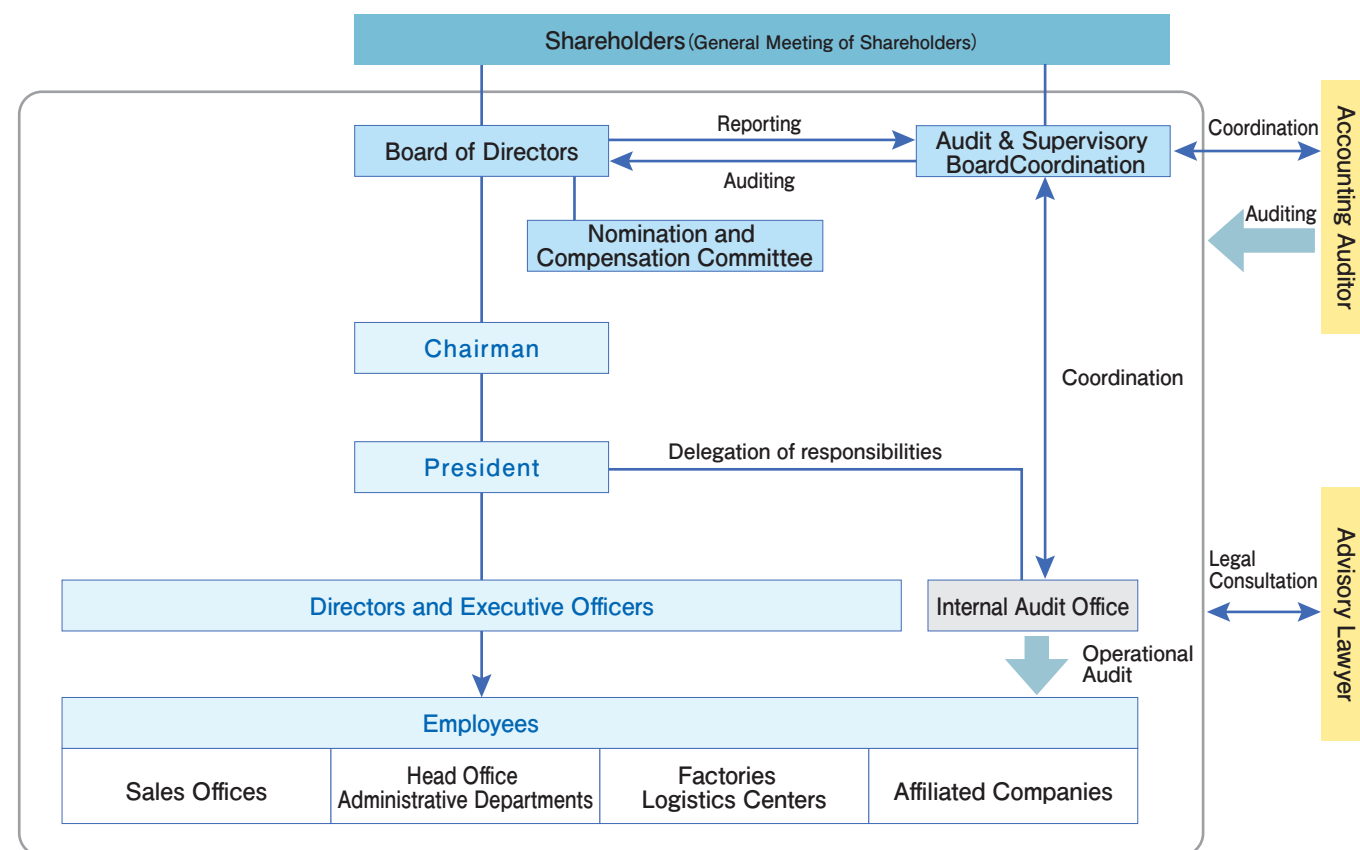 Shareholders (General Meeting of Shareholders)
Board of Directors
Reporting
Auditing
Audit & Supervisory
BoardCoordination
Coordination
Accounting Auditor
Auditing
Nomination and
Compensation Committee
Chairman
Coordination
President
Delegation of responsibilities
Directors and Executive Officers
Internal Audit Office
Legal
Consultation
Advisory Lawyer
Operational
Audit
Employees
Sales Offices
Head Office
Administrative Departments
Factories
Logistics Centers
Affiliated Companies